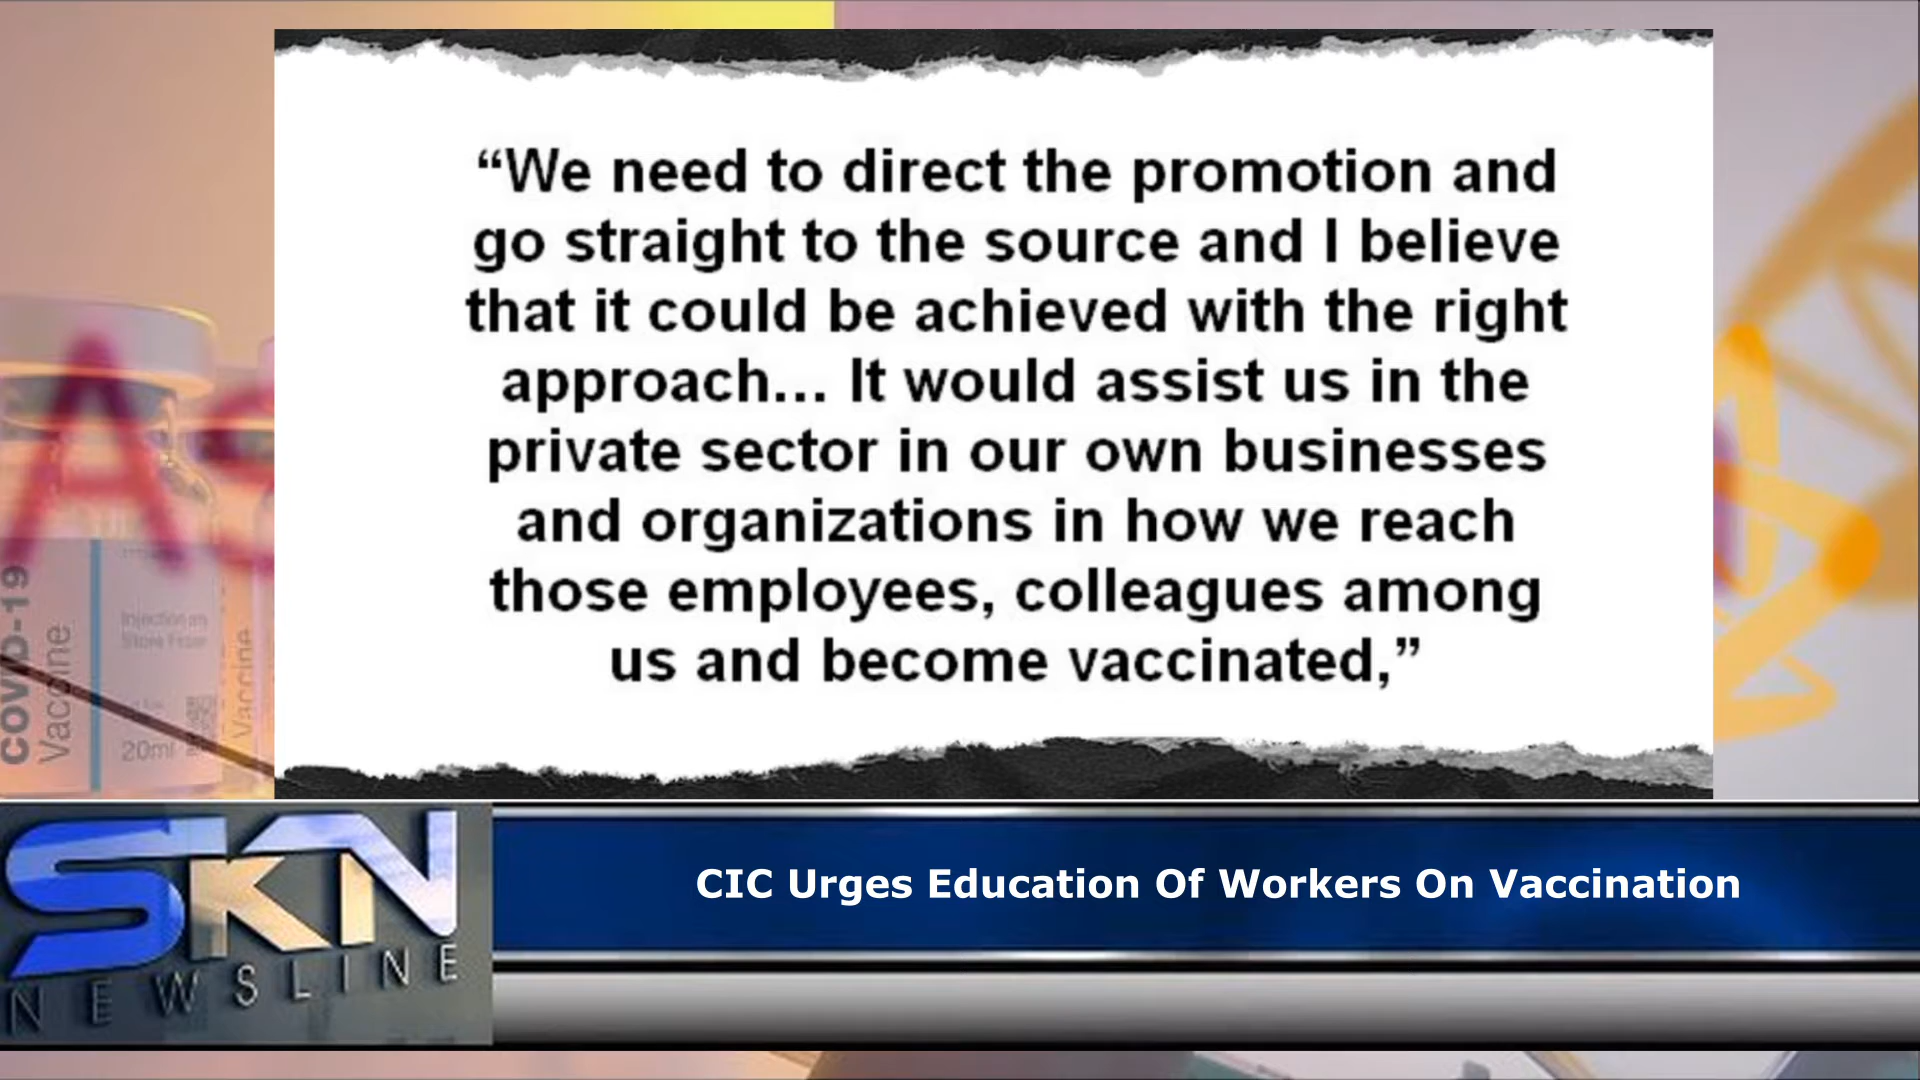 “We need to direct the promotion and
go straight to the source and I believe
that it could be achieved with the right
approach... It would assist us in the
private sector in our own businesses
and organizations in how we reach
those employees, colleagues among
us and become vaccinated,”
COVID-19
Vaccine
Injection
20ml
Vaccine
SKN
NEWSLINE
CIC Urges Education Of Workers On Vaccination